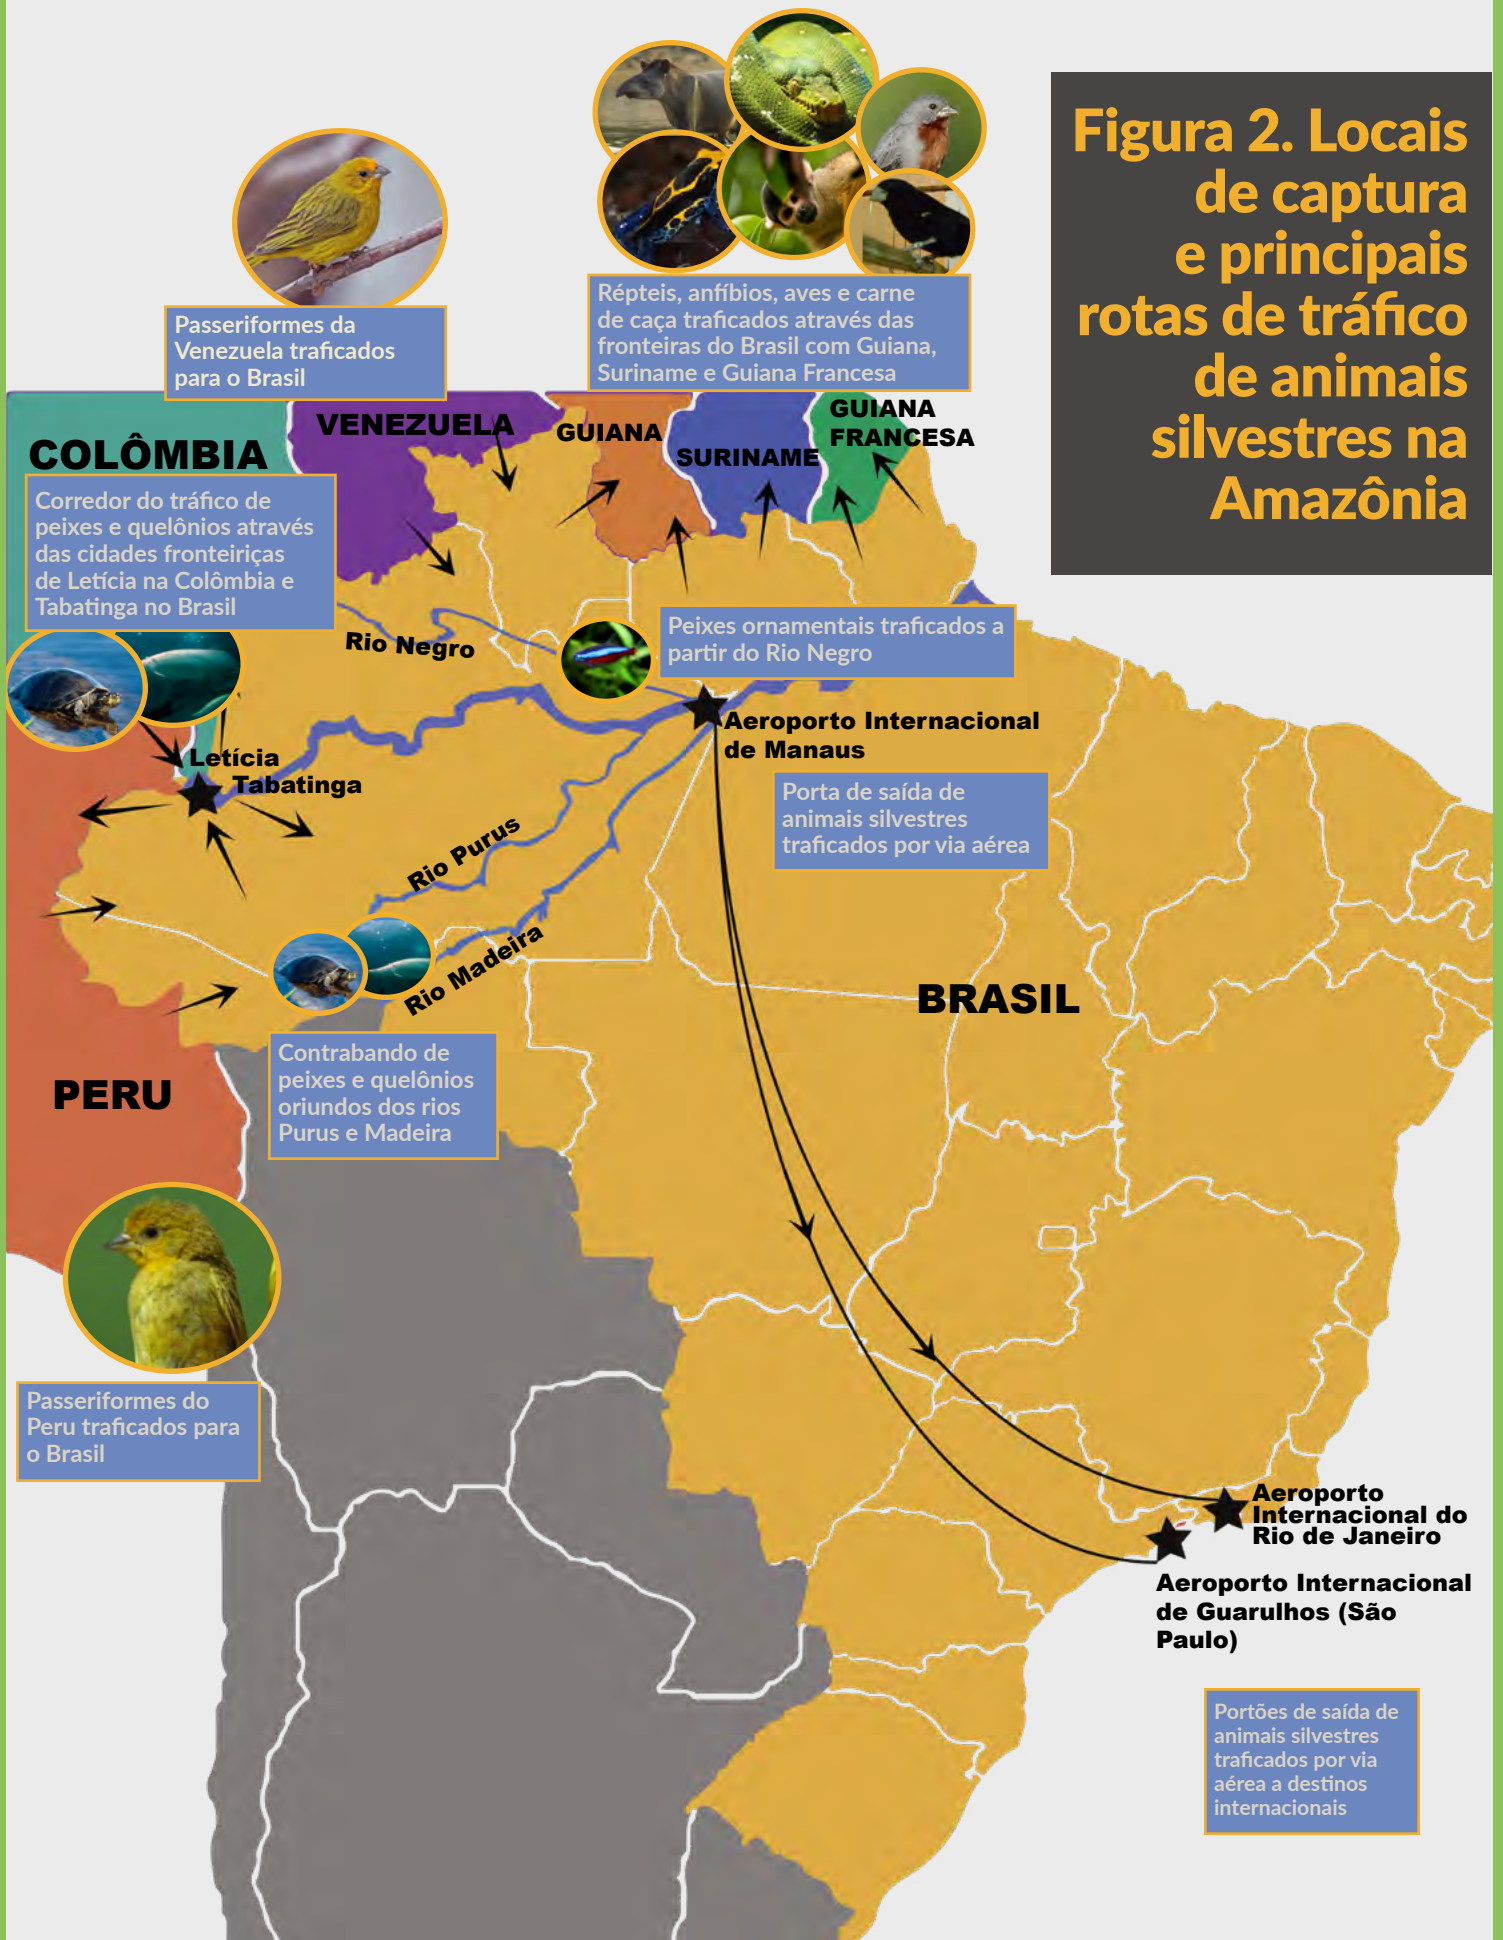 Figura 2. Locais
de captura
e principais
rotas de tráfico
de animais
silvestres na
Amazônia
Passeriformes da
Venezuela traficados
para o Brasil
Répteis, anfíbios, aves e carne
de caça traficados através das
fronteiras do Brasil com Guiana,
Suriname e Guiana Francesa
COLÔMBIA
VENEZUELA
GUIANA
SURINAME
GUIANA
FRANCESA
Corredor do tráfico de
peixes e quelônios através
das cidades fronteiriças
de Letícia na Colômbia e
Tabatinga no Brasil
Rio Negro
Peixes ornamentais traficados a
partir do Rio Negro
Aeroporto Internacional
de Manaus
Letícia
Tabatinga
Porta de saída de
animais silvestres
traficados por via aérea
Rio Purus
Rio Madeira
BRASIL
Contrabando de
peixes e quelônios
oriundos dos rios
Purus e Madeira
PERU
Passeriformes do
Peru traficados para
o Brasil
Aeroporto
Internacional do
Rio de Janeiro
Aeroporto Internacional
de Guarulhos (São
Paulo)
Portões de saída de
animais silvestres
traficados por via
aérea a destinos
internacionais